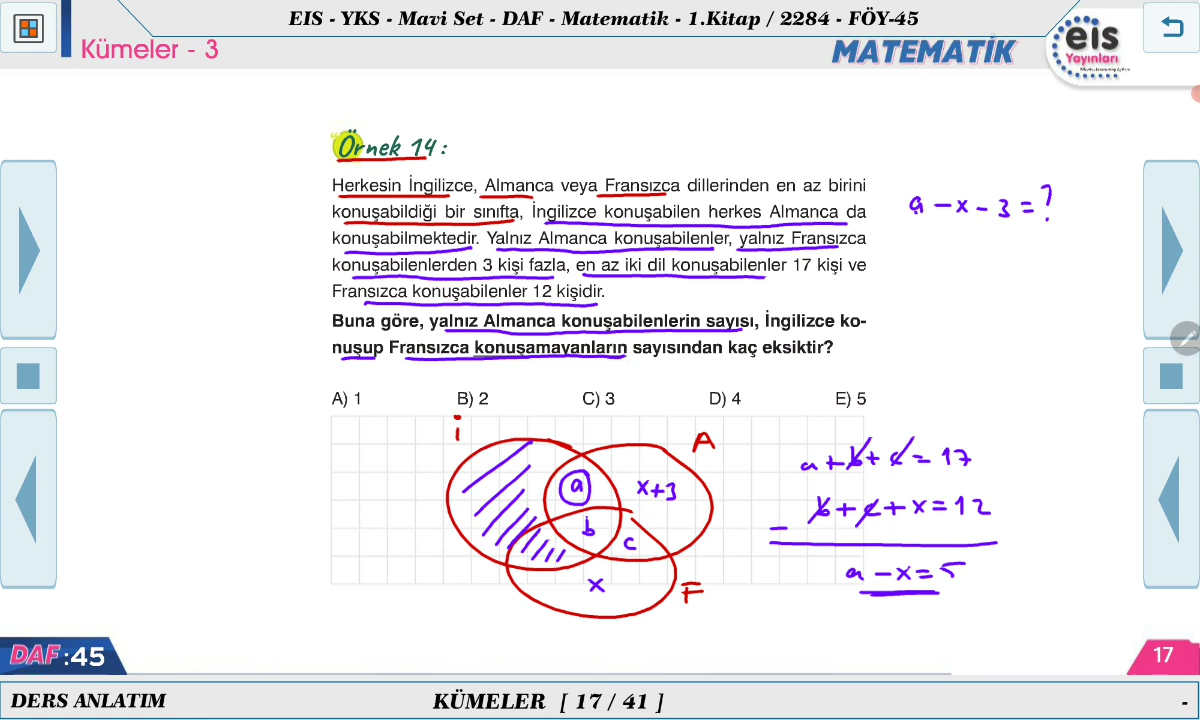 EIS - YKS - Mavi Set - DAF - Matematik - 1.Kitap / 2284 - FÖY-45
Kümeler - 3
MATEMATİK
eis
Yayınları
Örnek 14:
Herkesin İngilizce, Almanca veya Fransızca dillerinden en az birini
konuşabildiği bir sınıfta, İngilizce konuşabilen herkes Almanca da
konuşabilmektedir. Yalnız Almanca konuşabilenler, yalnız Fransızca
konuşabilenlerden 3 kişi fazla, en az iki dil konuşabilenler 17 kişi ve
Fransızca konuşabilenler 12 kişidir.
Buna göre, yalnız Almanca konuşabilenlerin sayısı, İngilizce ko-
nuşup Fransızca konuşamayanların sayısından kaç eksiktir?
a - x - 3 = ?
A) 1 B) 2 C) 3 D) 4 E) 5
i
A
a
x+3
b
c
x
F
a + b + c = 17
b + c + x = 12
-
a - x = 5
DAF :45
17
DERS ANLATIM
KÜMELER [ 17 / 41 ]
-